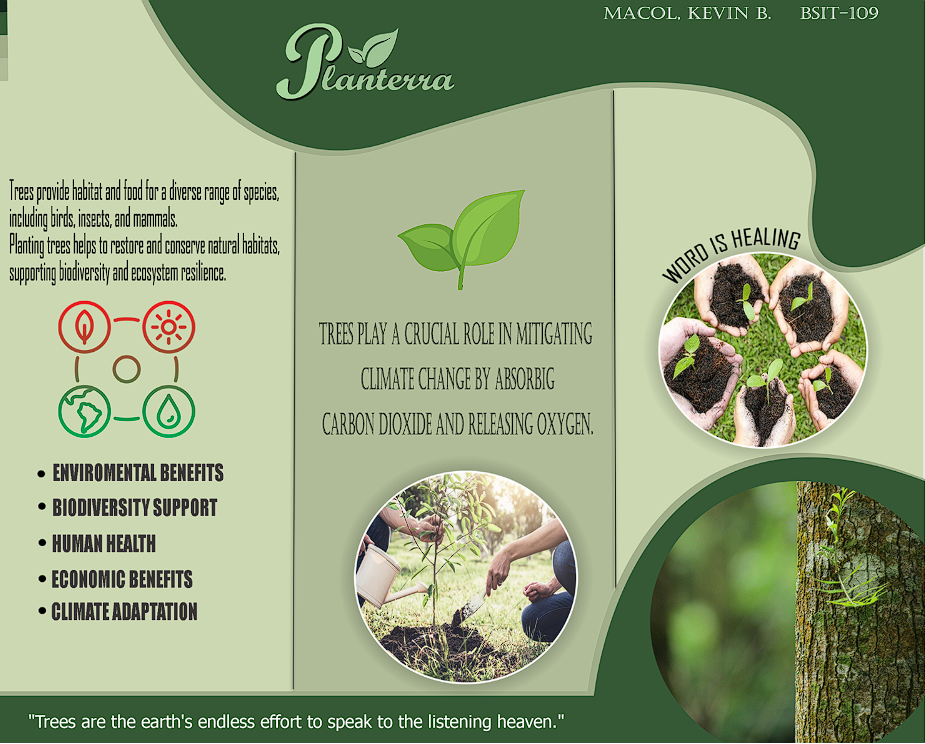 MACOL, KEVIN B. BSIT-109
Planterra
Trees provide habitat and food for a diverse range of species,
including birds, insects, and mammals.
Planting trees helps to restore and conserve natural habitats,
supporting biodiversity and ecosystem resilience.
• ENVIROMENTAL BENEFITS
• BIODIVERSITY SUPPORT
• HUMAN HEALTH
• ECONOMIC BENEFITS
• CLIMATE ADAPTATION
TREES PLAY A CRUCIAL ROLE IN MITIGATING
CLIMATE CHANGE BY ABSORBIG
CARBON DIOXIDE AND RELEASING OXYGEN.
WORD IS HEALING
"Trees are the earth's endless effort to speak to the listening heaven."